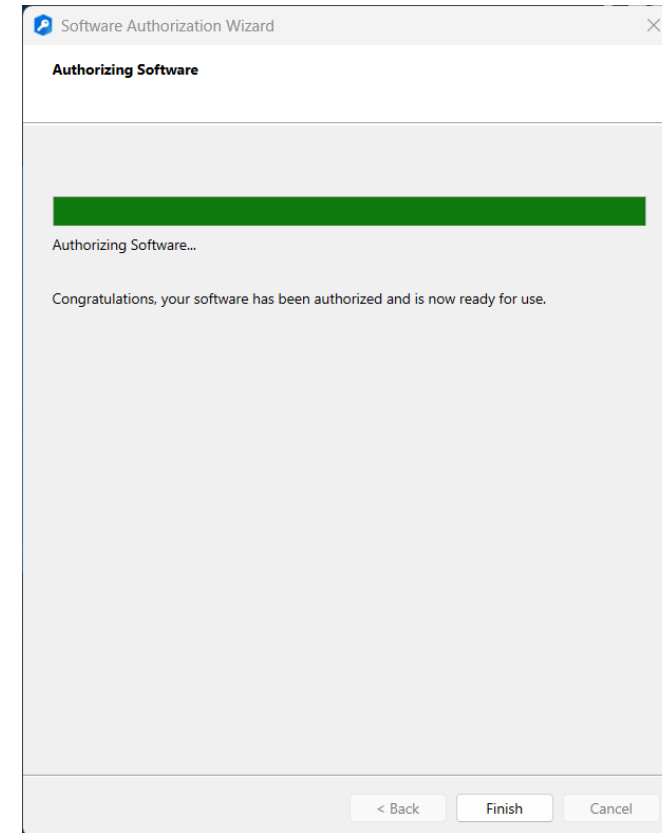 Software Authorization Wizard
Authorizing Software
Authorizing Software...
Congratulations, your software has been authorized and is now ready for use.
< Back Finish Cancel